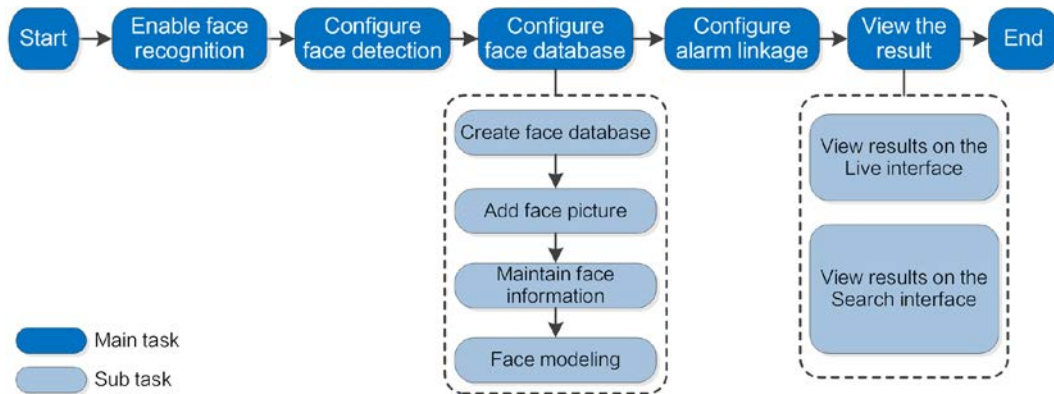 Start
Enable face
recognition
Configure
face detection
Configure
face database
Configure
alarm linkage
View the
result
End
Create face database
Add face picture
Maintain face
information
Face modeling
View results on the
Live interface
View results on the
Search interface
Main task
Sub task